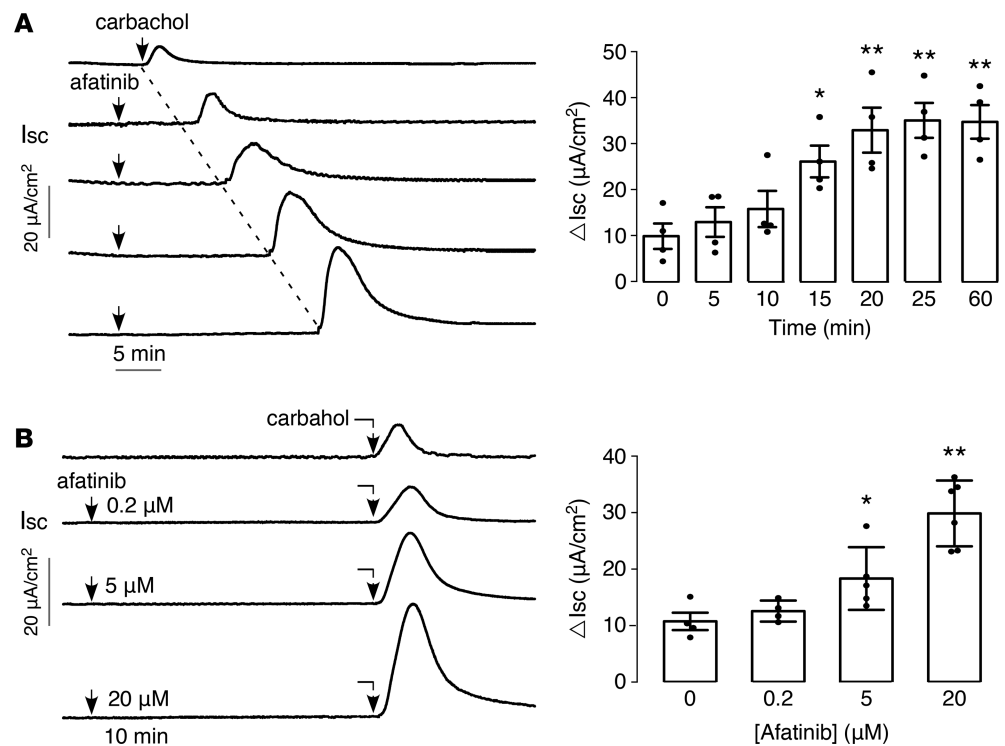 A
carbachol
afatinib
Isc
20 µA/cm2
5 min
△Isc (µA/cm2)
50
40
30
20
10
0
* ** ** **
0 5 10 15 20 25 60
Time (min)
B
carbahol
afatinib
0.2 µM
Isc
20 µA/cm2
5 µM
20 µM
10 min
△Isc (µA/cm2)
40
30
20
10
0
* **
0 0.2 5 20
[Afatinib] (µM)